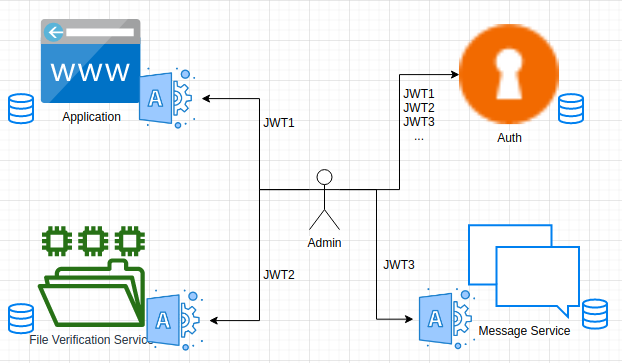 WWW
A
Application
JWT1
JWT1
JWT2
JWT3
...
Auth
Admin
JWT2
JWT3
A
File Verification Service
A
Message Service